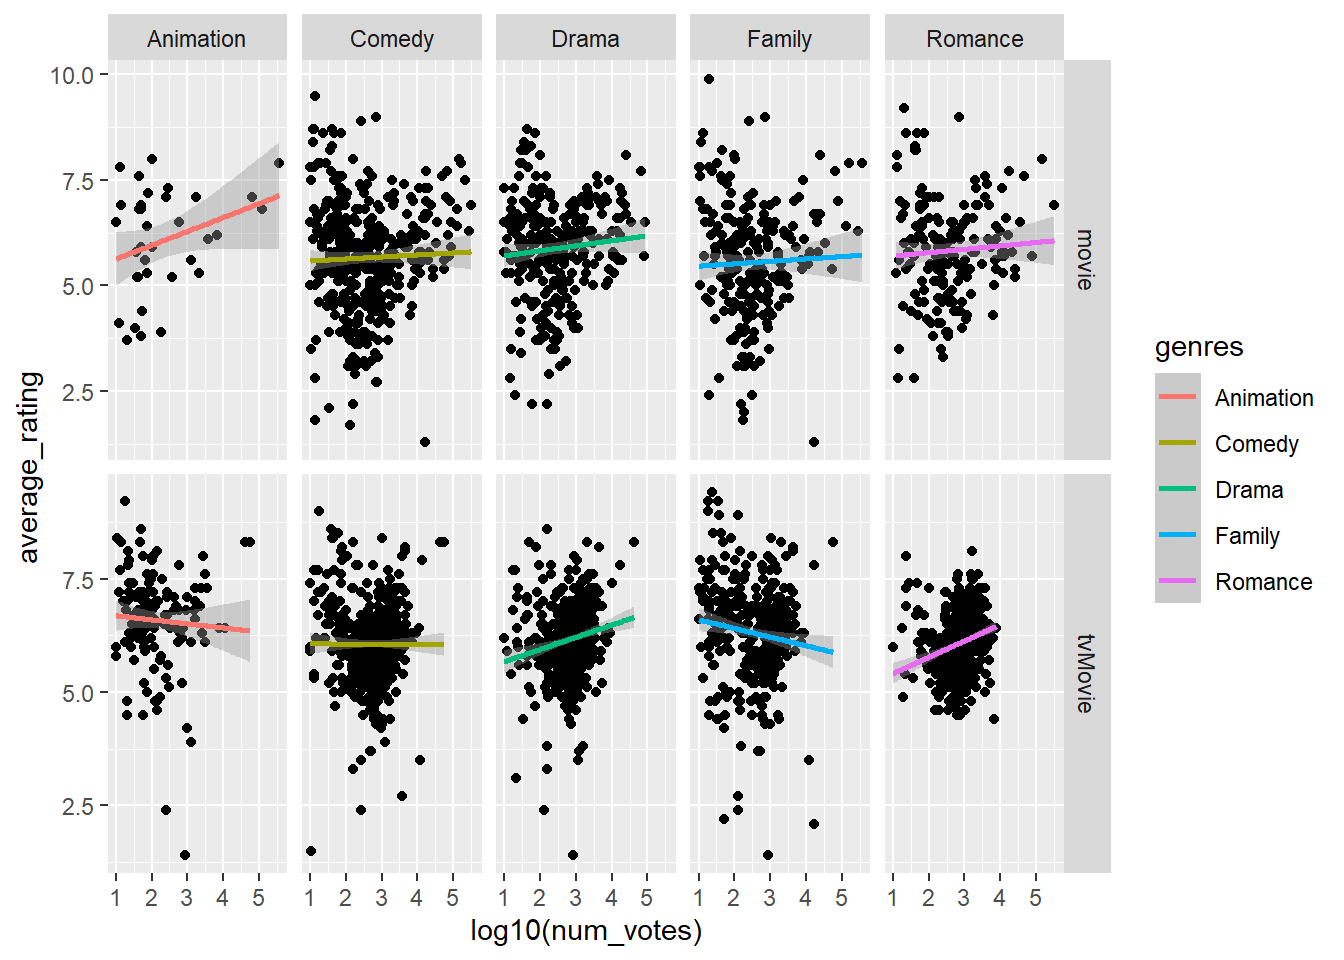 Animation Comedy Drama Family Romance
10.0
7.5
5.0
2.5
movie
average_rating
7.5
5.0
2.5
tvMovie
1 2 3 4 5 1 2 3 4 5 1 2 3 4 5 1 2 3 4 5 1 2 3 4 5
log10(num_votes)
genres
Animation
Comedy
Drama
Family
Romance